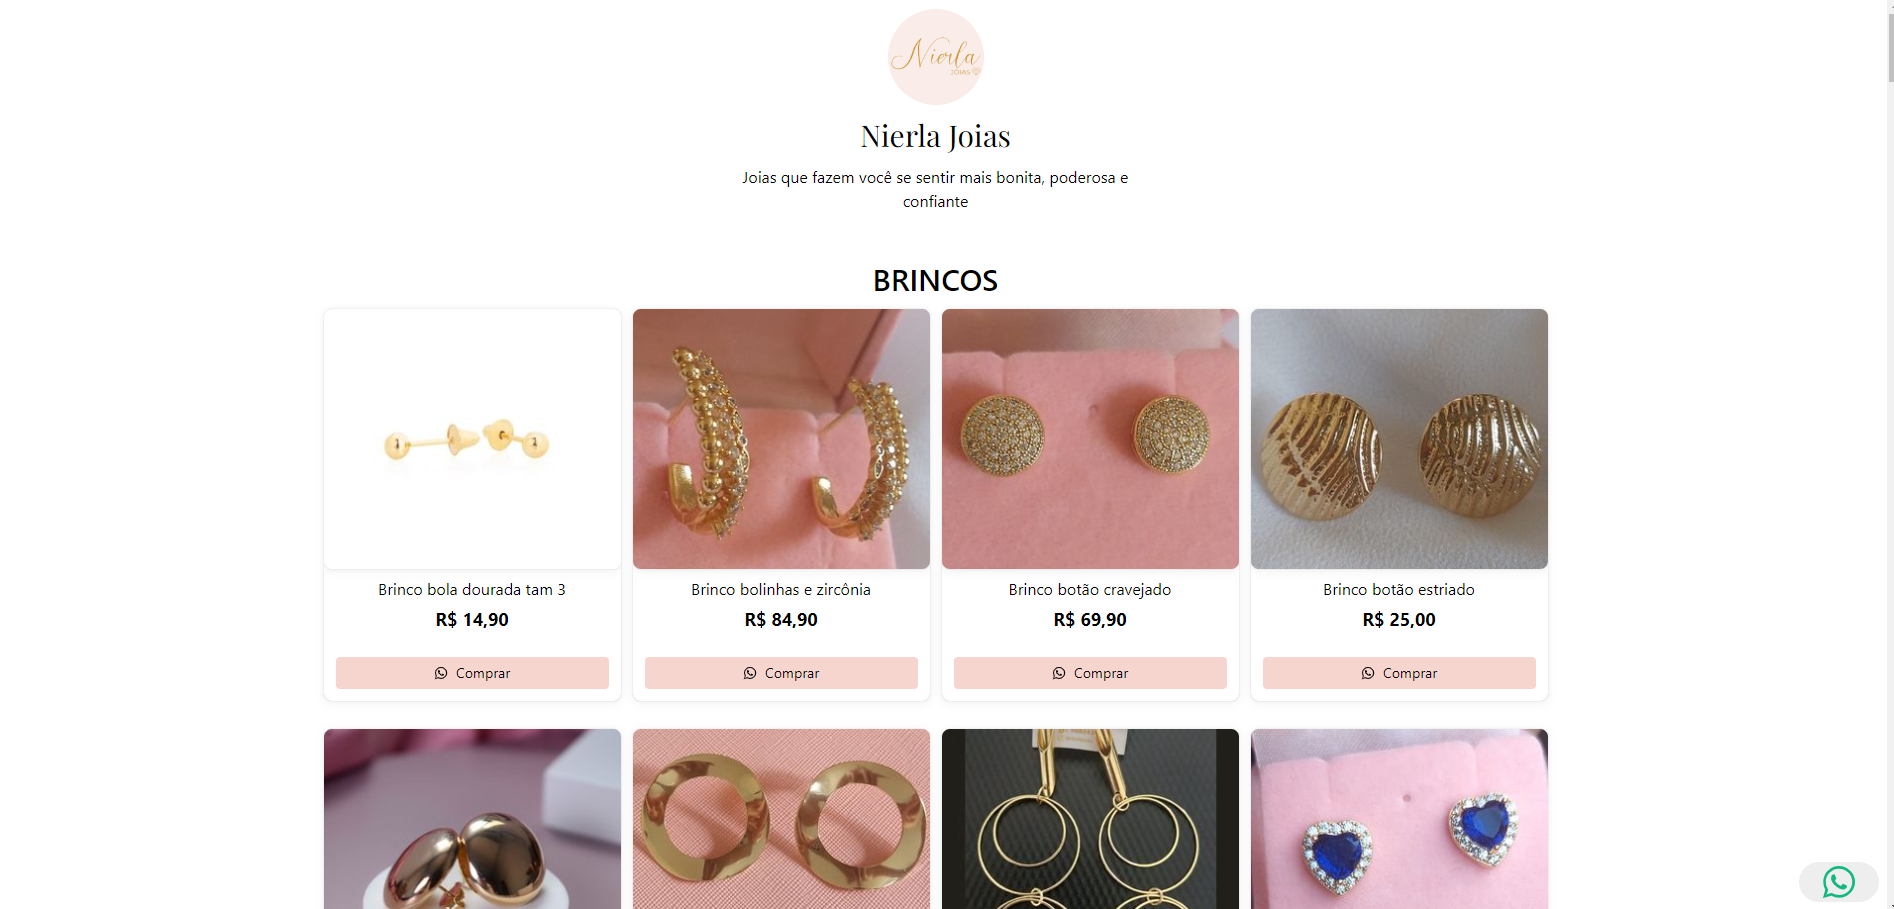 Nierla
JOIAS
Nierla Joias
Joias que fazem você se sentir mais bonita, poderosa e
confiante
BRINCOS
Brinco bola dourada tam 3
R$ 14,90
Comprar
Brinco bolinhas e zircônia
R$ 84,90
Comprar
Brinco botão cravejado
R$ 69,90
Comprar
Brinco botão estriado
R$ 25,00
Comprar